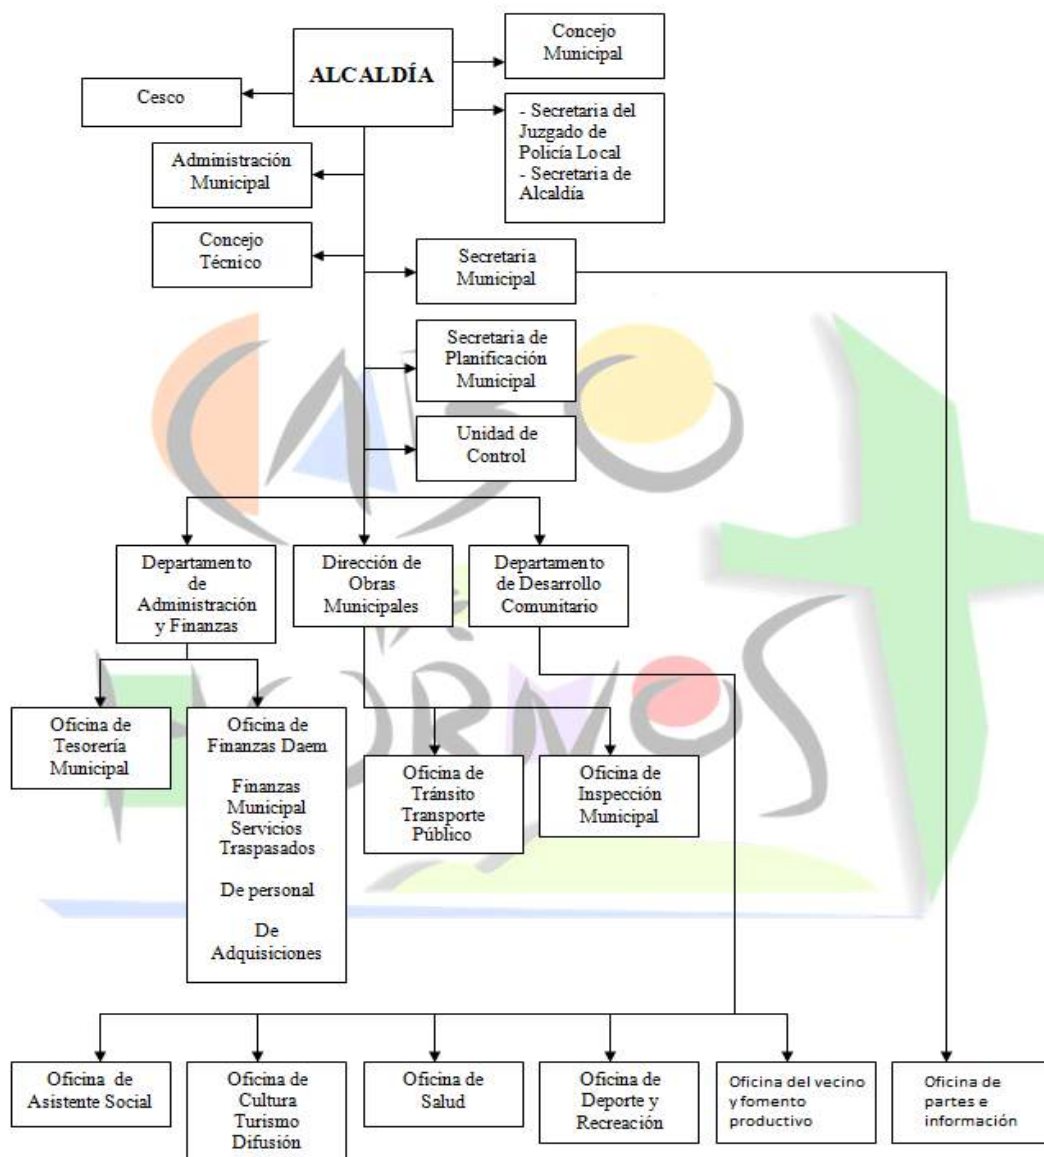 Concejo
Municipal
ALCALDÍA
Cesco
- Secretaria del
Juzgado de
Policía Local
- Secretaria de
Alcaldía
Administración
Municipal
Concejo
Técnico
Secretaria
Municipal
Secretaria de
Planificación
Municipal
Unidad de
Control
Departamento
de
Administración
y Finanzas
Dirección de
Obras
Municipales
Departamento
de Desarrollo
Comunitario
Oficina de
Tesorería
Municipal
Oficina de
Finanzas Daem
Finanzas
Municipal
Servicios
Traspasados
De personal
De
Adquisiciones
Oficina de
Tránsito
Transporte
Público
Oficina de
Inspección
Municipal
Oficina de
Asistente Social
Oficina de
Cultura
Turismo
Difusión
Oficina de
Salud
Oficina de
Deporte y
Recreación
Oficina del vecino
y fomento
productivo
Oficina de
partes e
información
CABO
de
HORNOS